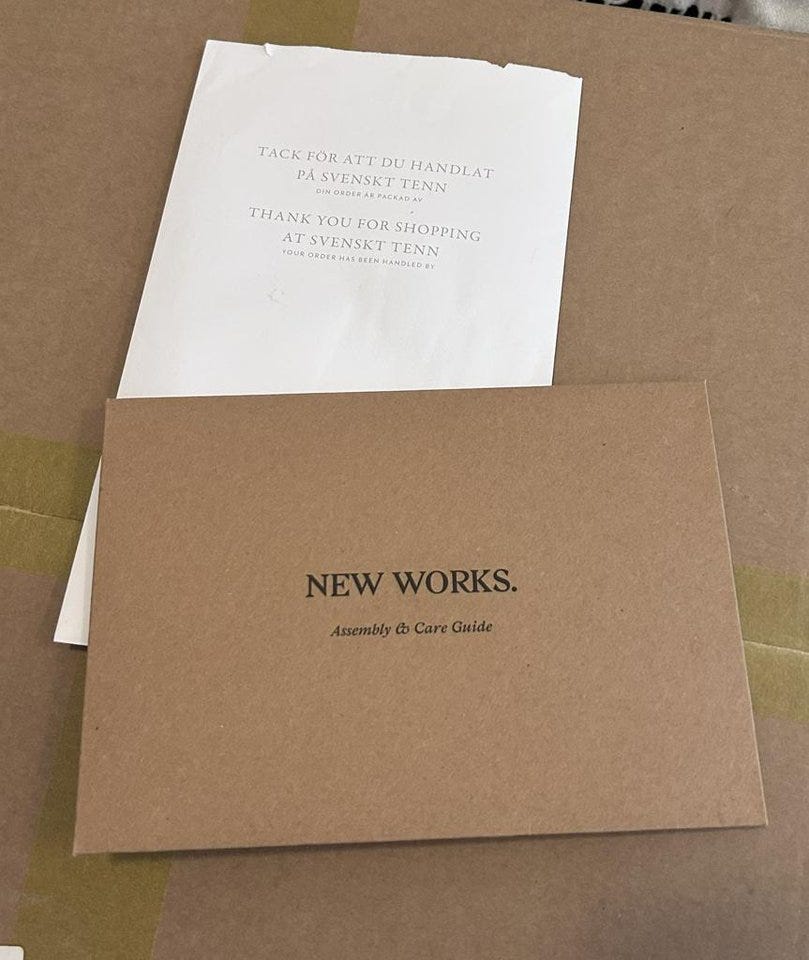 TACK FÖR ATT DU HANDLAT
PÅ SVENSKT TENN
DIN ORDER ÄR PACKAD AV
THANK YOU FOR SHOPPING
AT SVENSKT TENN
YOUR ORDER HAS BEEN HANDLED BY
NEW WORKS.
Assembly & Care Guide